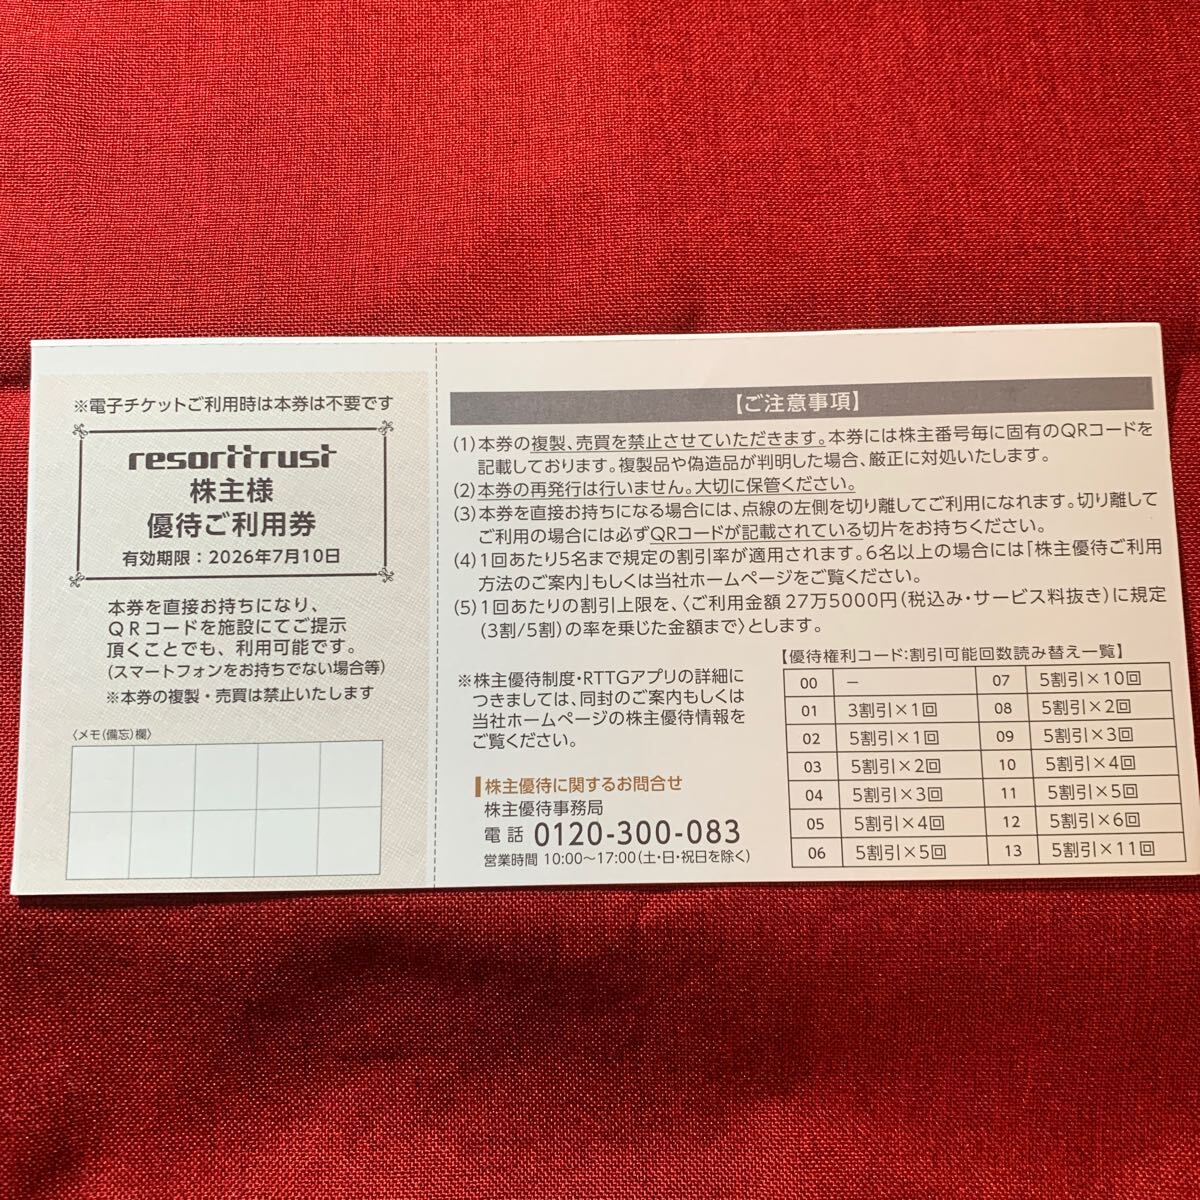 ※電子チケットご利用時は本券は不要です
resorttrust
株主様
優待ご利用券
有効期限：2026年7月10日
本券を直接お持ちになり、
ＱＲコードを施設にてご提示
頂くことでも、利用可能です。
(スマートフォンをお持ちでない場合等)
※本券の複製・売買は禁止いたします
〈メモ(備忘)欄〉
【ご注意事項】
(1)本券の複製、売買を禁止させていただきます。本券には株主番号毎に固有のQRコードを
記載しております。複製品や偽造品が判明した場合、厳正に対処いたします。
(2)本券の再発行は行いません。大切に保管ください。
(3)本券を直接お持ちになる場合には、点線の左側を切り離してご利用になれます。切り離して
ご利用の場合には必ずQRコードが記載されている切片をお持ちください。
(4)1回あたり5名まで規定の割引率が適用されます。6名以上の場合には「株主優待ご利用
方法のご案内」もしくは当社ホームページをご覧ください。
(5)1回あたりの割引上限を、〈ご利用金額 27万5000円(税込み・サービス料抜き)に規定
(3割/5割)の率を乗じた金額まで〉とします。
※株主優待制度・RTTGアプリの詳細に
つきましては、同封のご案内もしくは
当社ホームページの株主優待情報を
ご覧ください。
株主優待に関するお問合せ
株主優待事務局
電話 0120-300-083
営業時間 10:00～17:00(土・日・祝日を除く)
【優待権利コード:割引可能回数読み替え一覧】
00 － 07 5割引×10回
01 3割引×1回 08 5割引×2回
02 5割引×1回 09 5割引×3回
03 5割引×2回 10 5割引×4回
04 5割引×3回 11 5割引×5回
05 5割引×4回 12 5割引×6回
06 5割引×5回 13 5割引×11回